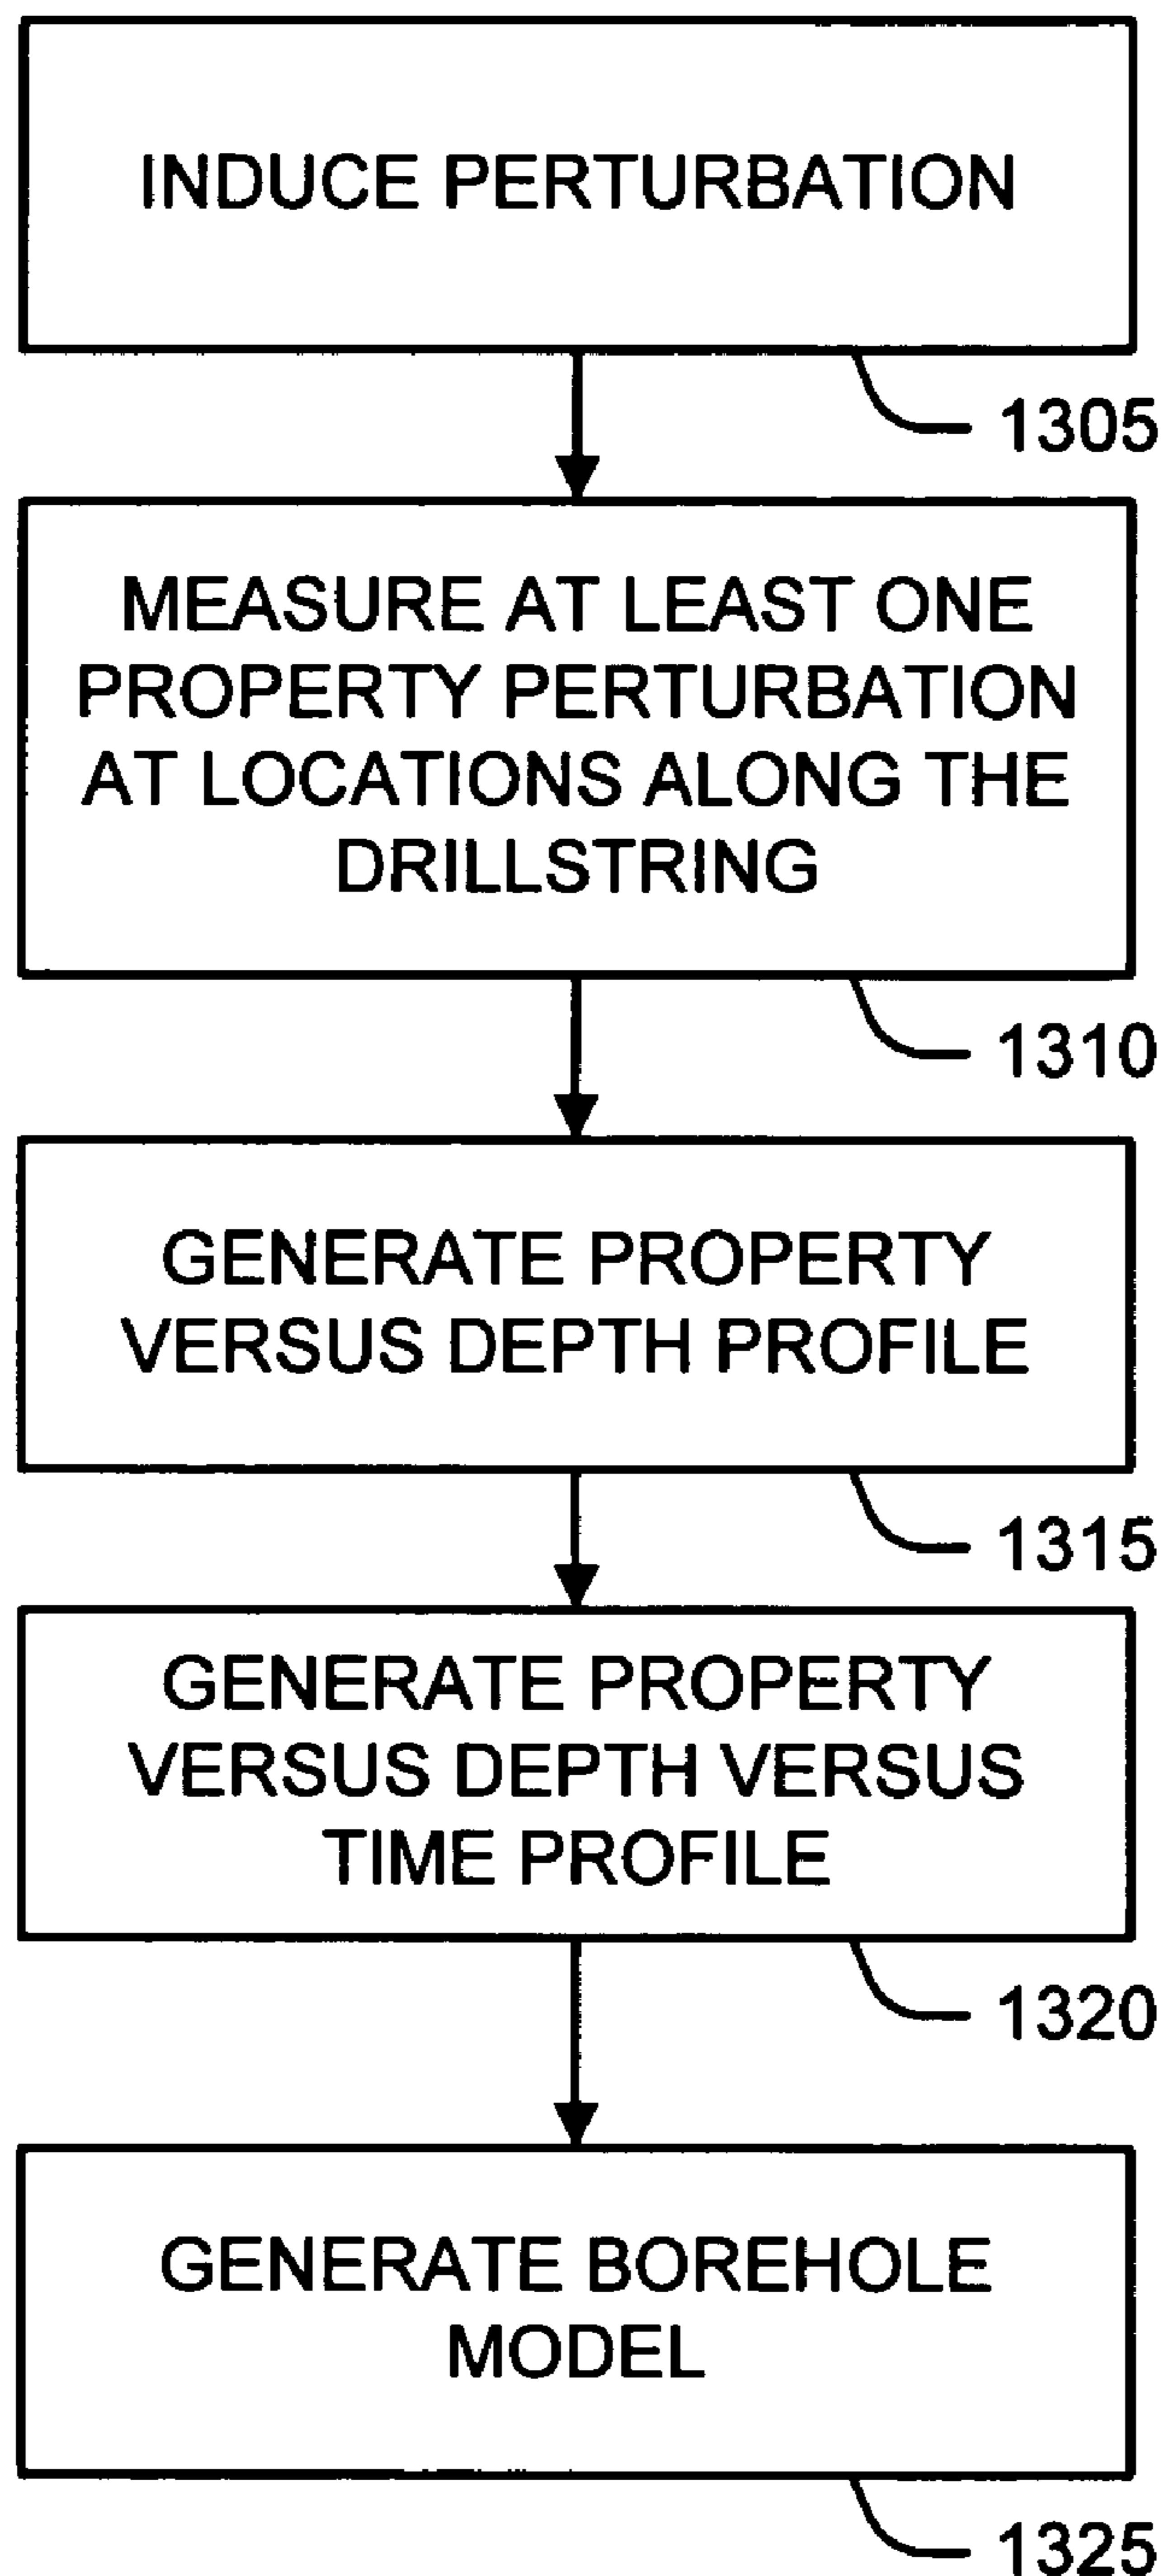 INDUCE PERTURBATION
1305
MEASURE AT LEAST ONE
PROPERTY PERTURBATION
AT LOCATIONS ALONG THE
DRILLSTRING
1310
GENERATE PROPERTY
VERSUS DEPTH PROFILE
1315
GENERATE PROPERTY
VERSUS DEPTH VERSUS
TIME PROFILE
1320
GENERATE BOREHOLE
MODEL
1325